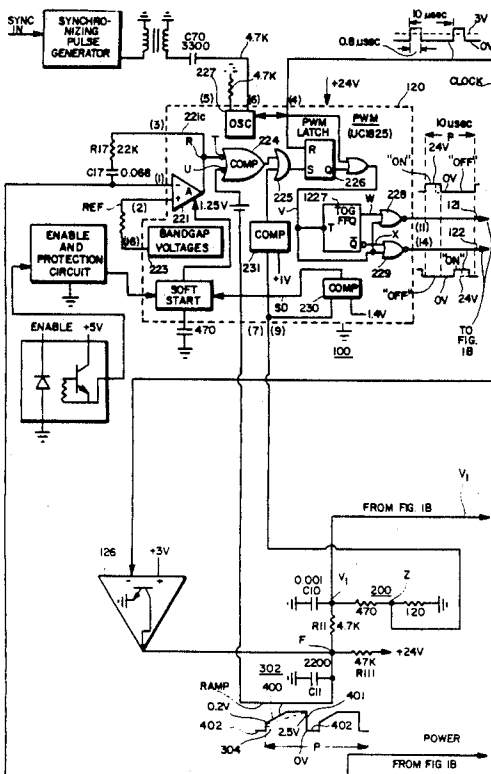 SYNC
IN
SYNCHRONIZING
PULSE
GENERATOR
C70
3300
4.7K
227
4.7K
10 µsec
3V
0V
0.8µsec
CLOCK
+24V
120
(5)
(6)
(4)
OSC
PWM
LATCH
PWM
(UC1825)
(3)
221c
224
R
T
COMP
U
R
S
Q
225
226
R17
22K
C17
0.068
(1)
A
1.25V
221
REF
(2)
(16)
BANDGAP
VOLTAGES
223
V
1227
TOG
FFQ
T
Q
W
X
228
229
(11)
(14)
COMP
231
+1V
COMP
230
1.4V
SD
ENABLE
AND
PROTECTION
CIRCUIT
SOFT
START
470
(7)
(9)
100
10 usec
P
"ON"
24V
"OFF"
0V
121
122
"ON"
"OFF"
0V
24V
TO
FIG. 1B
ENABLE
+5V
FROM FIG. 1B
V1
126
+3V
0.001
C10
V1
200
Z
470
120
R11
4.7K
F
47K
R111
+24V
302
400
2200
C11
RAMP
0.2V
401
402
2.5V
402
304
0V
P
POWER
FROM FIG. 1B